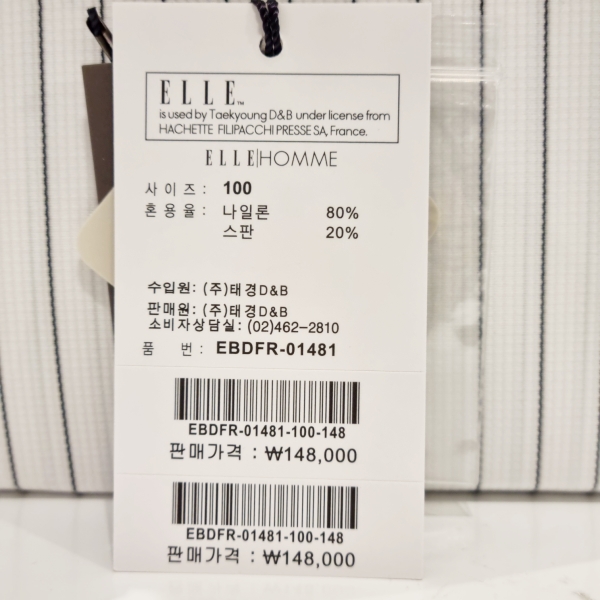 ELLE™
is used by Taekyoung D&B under license from
HACHETTE FILIPACCHI PRESSE SA, France.
ELLE|HOMME
사이즈 : 100
혼용율 : 나일론 80%
스판 20%
수입원: (주)태경D&B
판매원: (주)태경D&B
소비자상담실: (02)462-2810
품 번 : EBDFR-01481
EBDFR-01481-100-148
판매가격 : ₩148,000
EBDFR-01481-100-148
판매가격 : ₩148,000